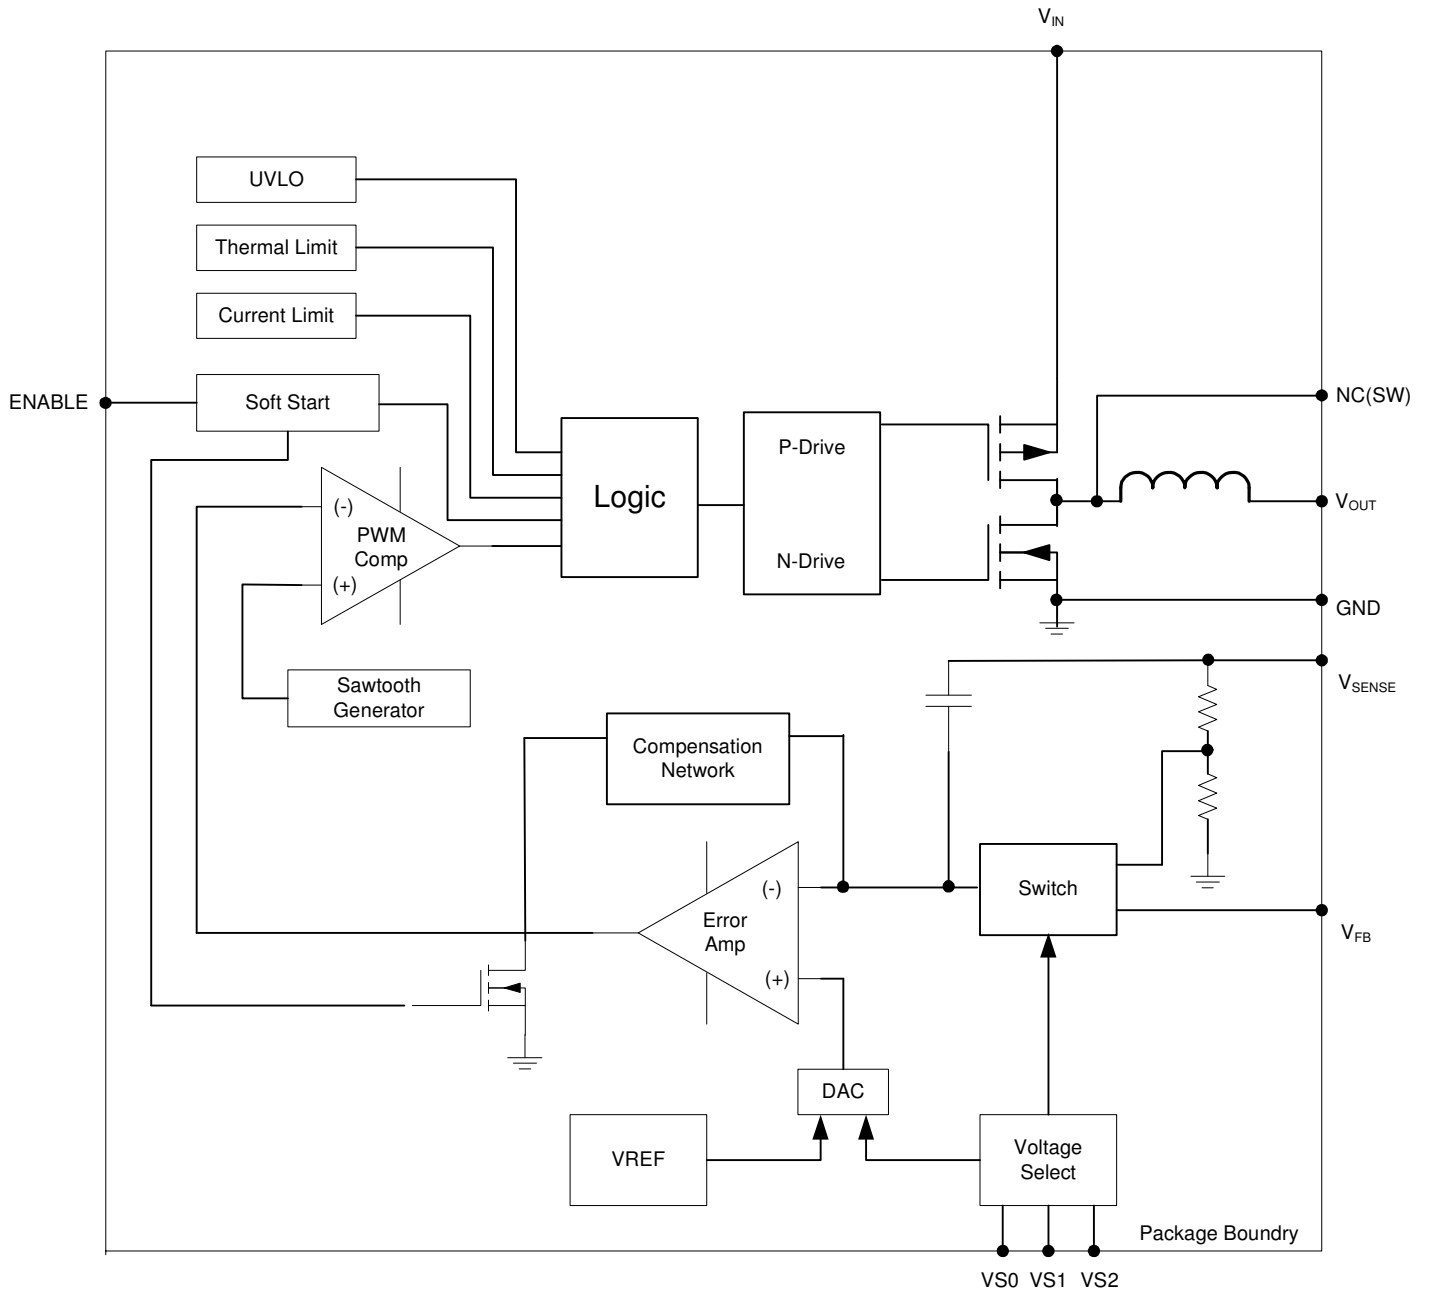 VIN
UVLO
Thermal Limit
Current Limit
ENABLE
Soft Start
NC(SW)
P-Drive
Logic
(-)
PWM
Comp
(+)
N-Drive
VOUT
GND
Sawtooth
Generator
VSENSE
Compensation
Network
(-)
Error
Amp
(+)
Switch
VFB
DAC
VREF
Voltage
Select
Package Boundry
VS0 VS1 VS2